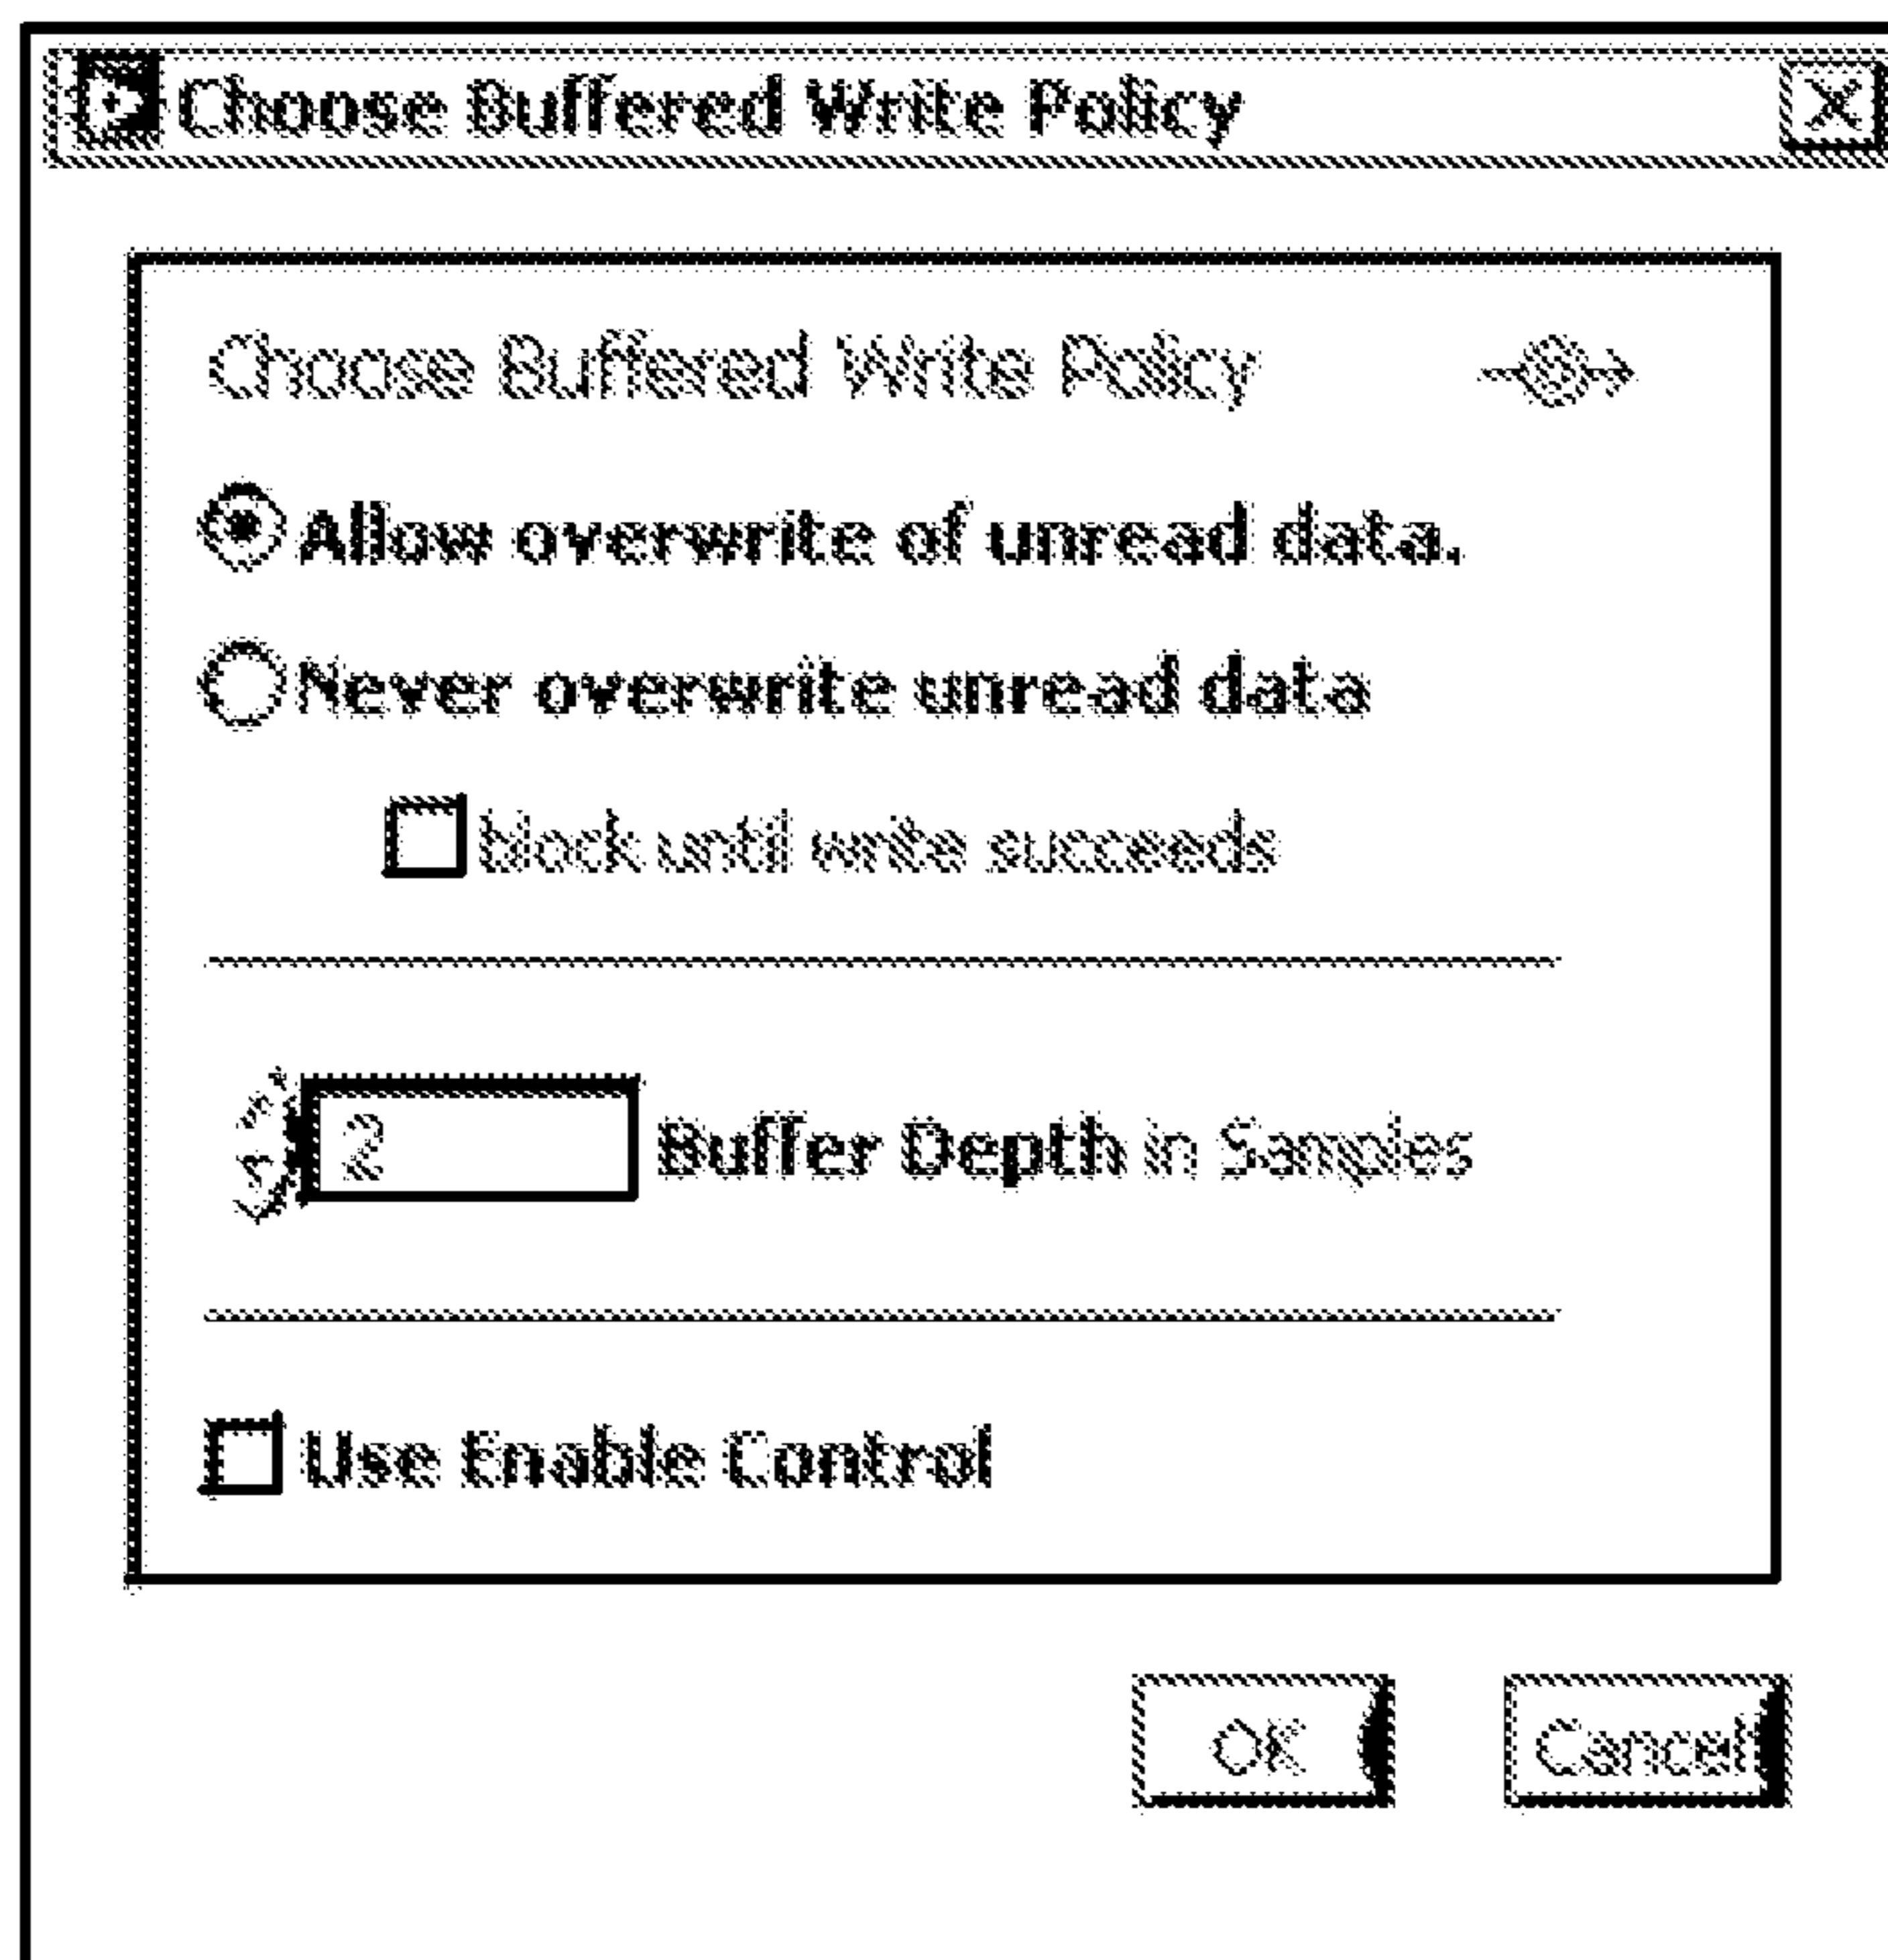 Choose Buffered Write Policy X
Choose Buffered Write Policy
Allow overwrite of unread data.
Never overwrite unread data
block until write succeeds
2 Buffer Depth in Samples
Use Enable Control
OK Cancel